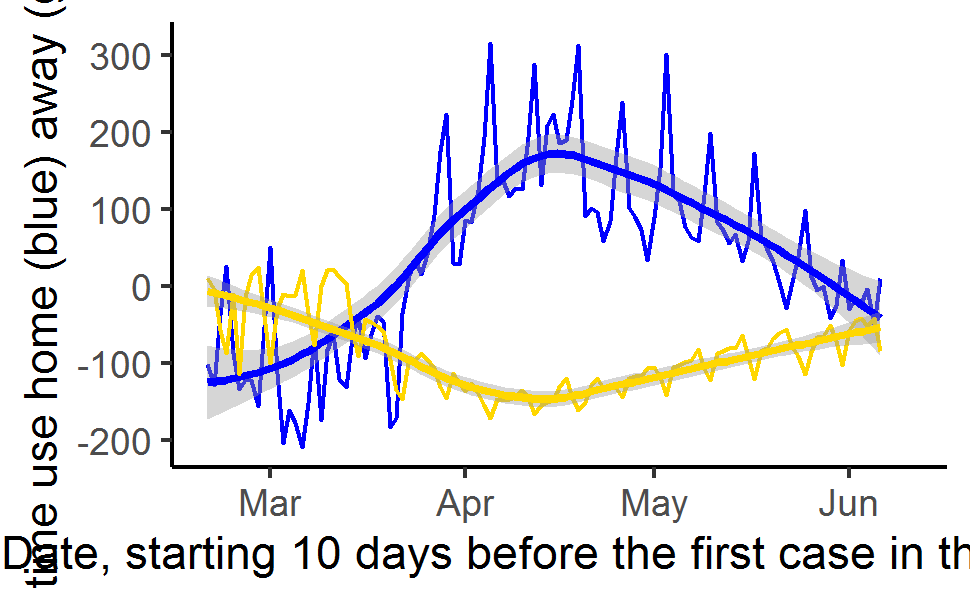 time use home (blue) away (
300
200
100
0
-100
-200
Mar Apr May Jun
Date, starting 10 days before the first case in th